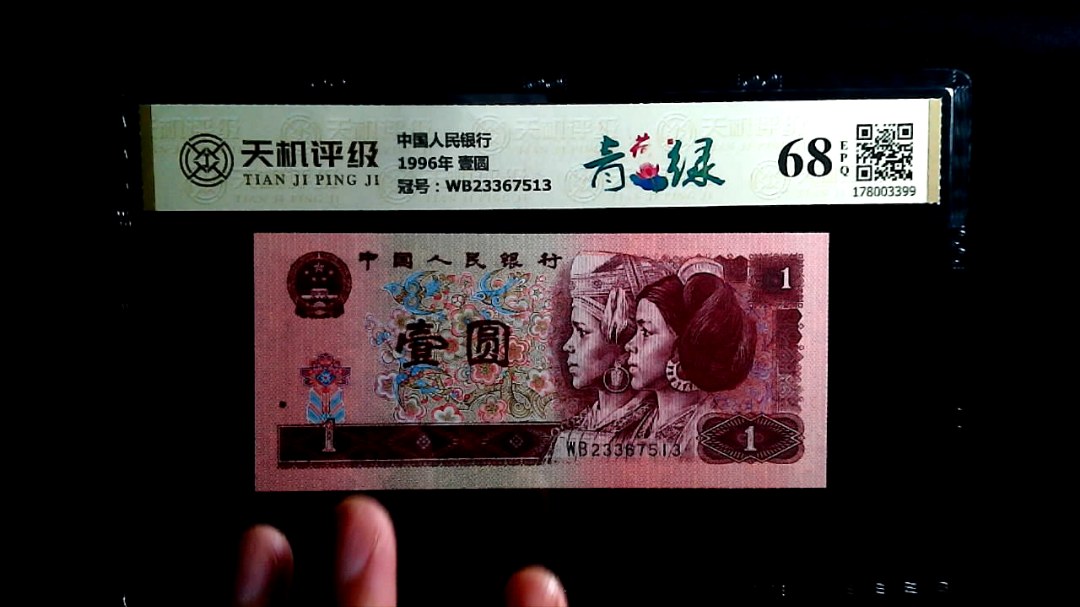 天机评级
TIAN JI PING JI
中国人民银行
1996年 壹圆
冠号：WB23367513
青荷绿
68
EPQ
178003399
中国人民银行
1
壹圆
1
WB23367513
1